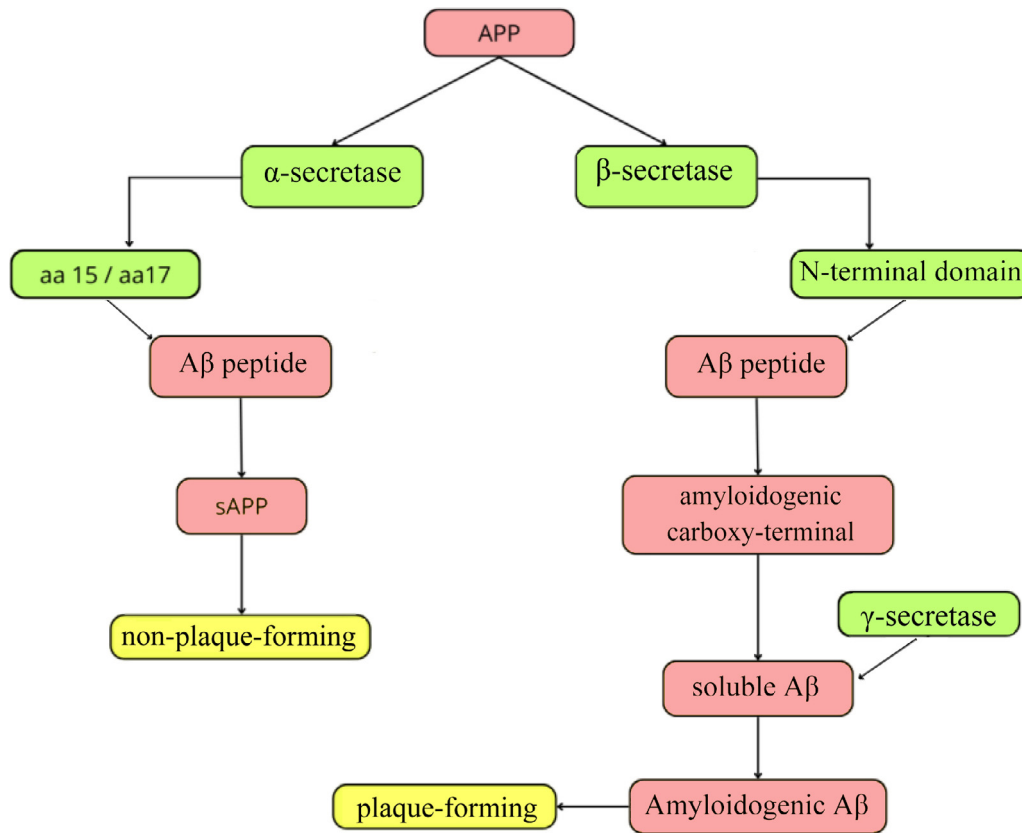 APP
α-secretase
β-secretase
aa 15 / aa17
N-terminal domain
Aβ peptide
Aβ peptide
sAPP
amyloidogenic
carboxy-terminal
non-plaque-forming
γ-secretase
soluble Aβ
plaque-forming
Amyloidogenic Aβ